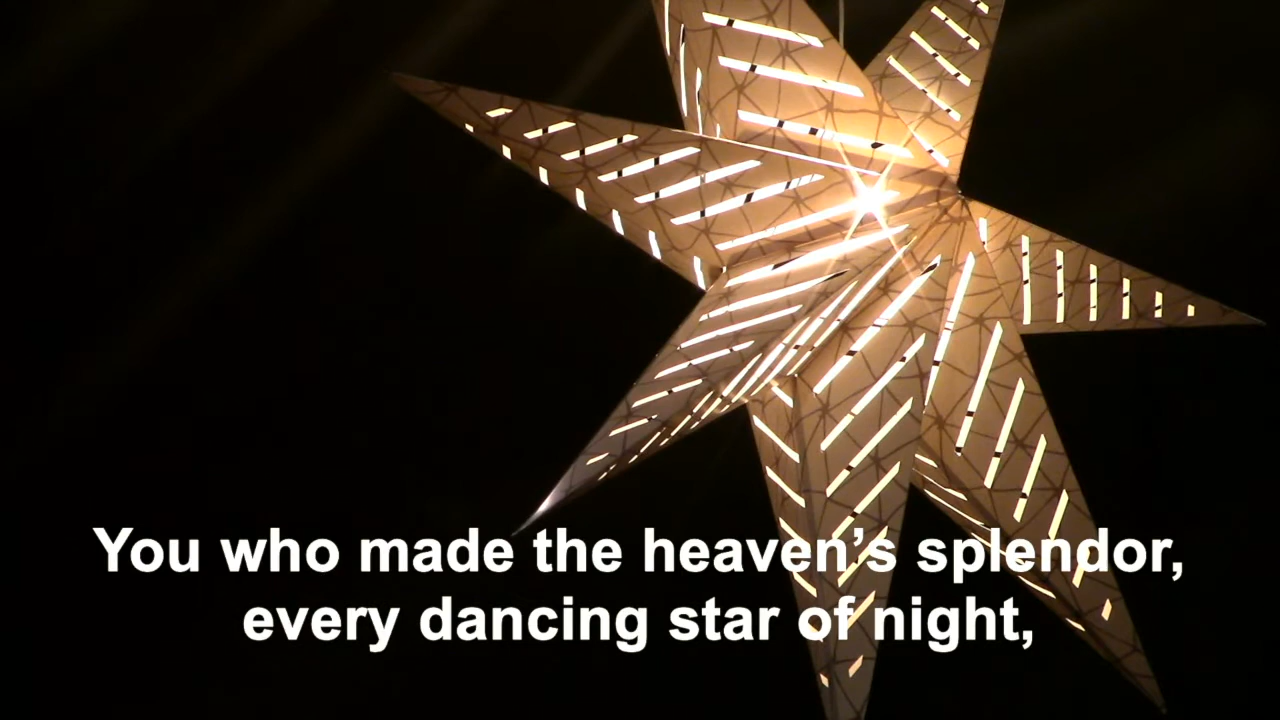 You who made the heaven’s splendor,
every dancing star of night,